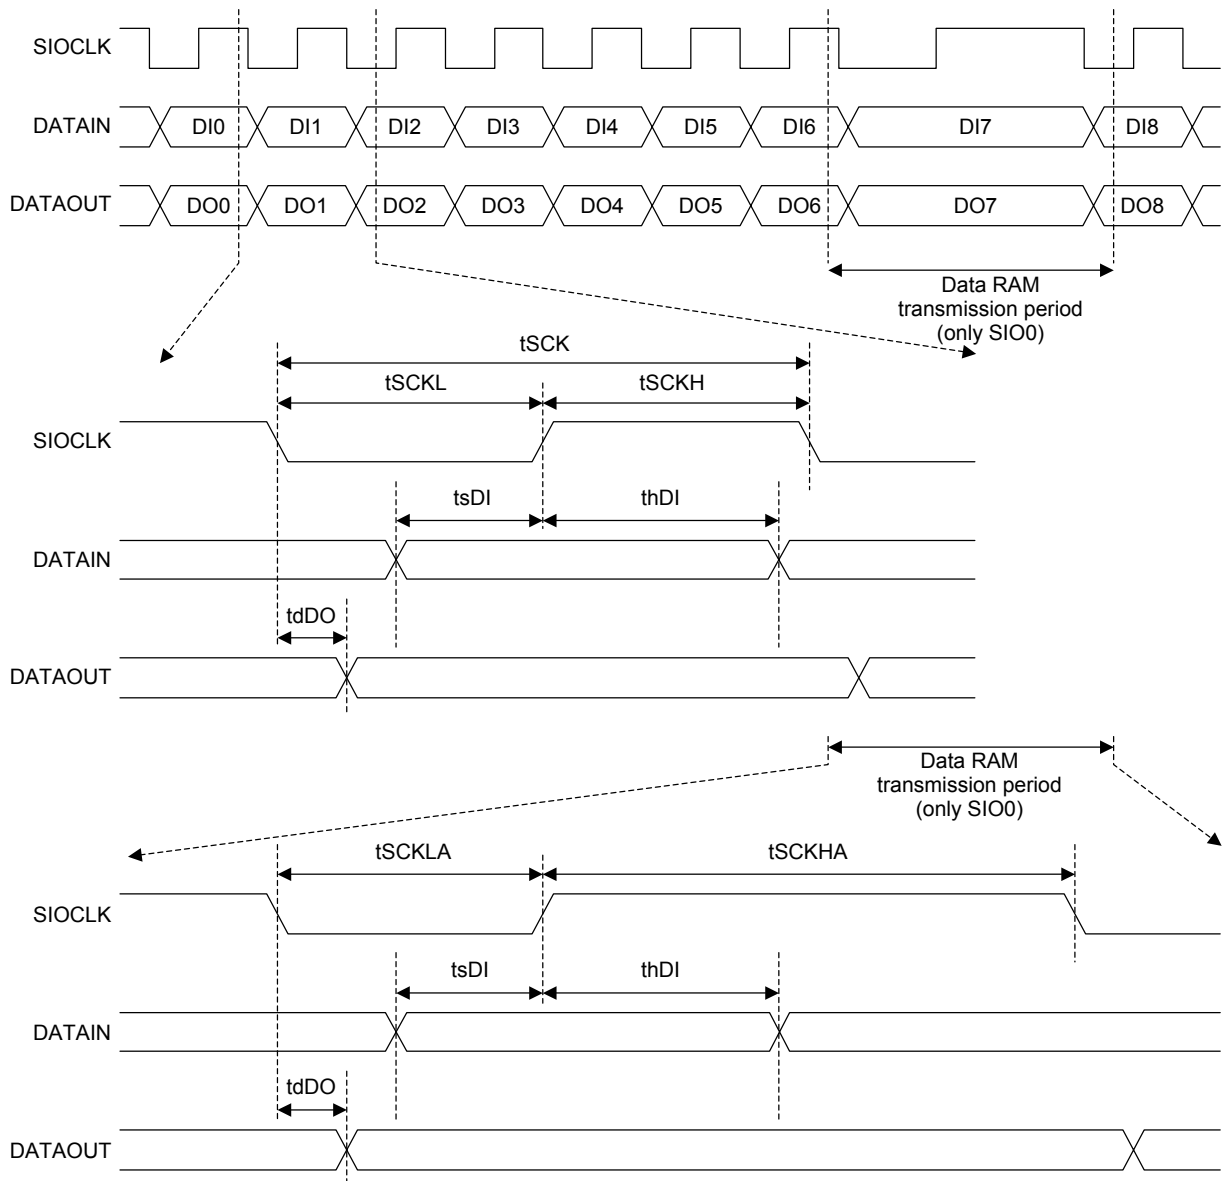 SIOCLK
DATAIN DI0 DI1 DI2 DI3 DI4 DI5 DI6 DI7 DI8
DATAOUT DO0 DO1 DO2 DO3 DO4 DO5 DO6 DO7 DO8
Data RAM
transmission period
(only SIO0)
tSCK
tSCKL tSCKH
SIOCLK
tsDI thDI
DATAIN
tdDO
DATAOUT
Data RAM
transmission period
(only SIO0)
tSCKLA tSCKHA
SIOCLK
tsDI thDI
DATAIN
tdDO
DATAOUT